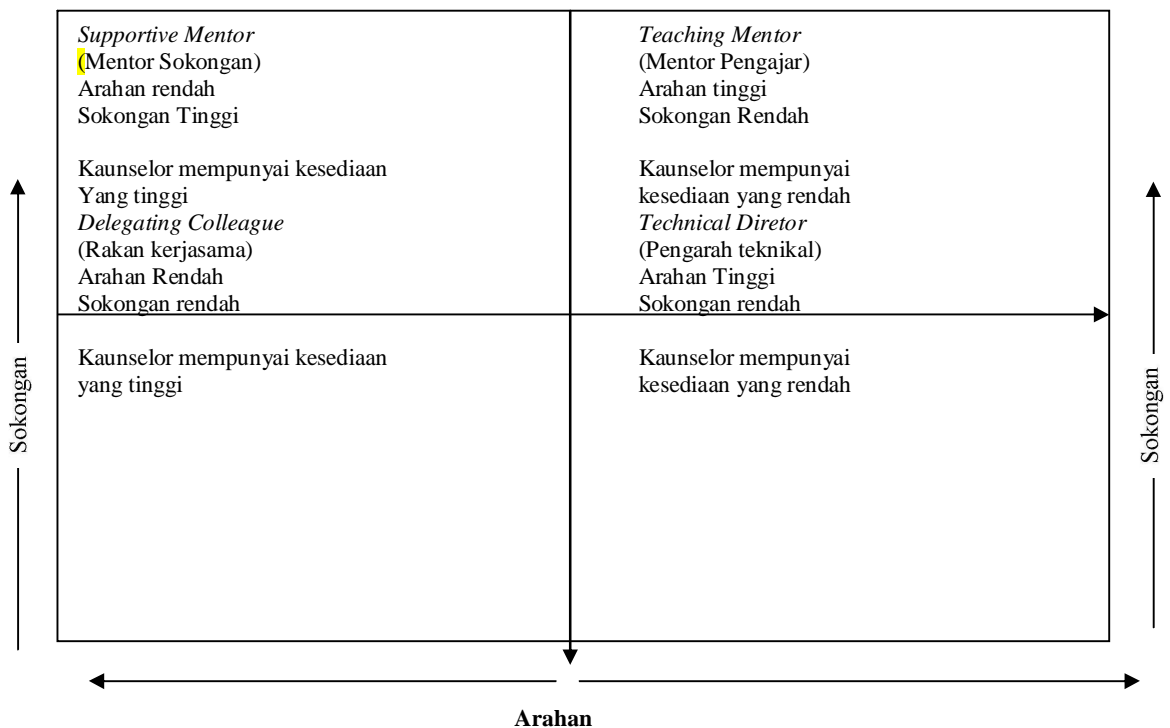 Supportive Mentor
(Mentor Sokongan)
Arahan rendah
Sokongan Tinggi
Kaunselor mempunyai kesediaan
Yang tinggi
Delegating Colleague
(Rakan kerjasama)
Arahan Rendah
Sokongan rendah
Kaunselor mempunyai kesediaan
yang tinggi
Teaching Mentor
(Mentor Pengajar)
Arahan tinggi
Sokongan Rendah
Kaunselor mempunyai
kesediaan yang rendah
Technical Diretor
(Pengarah teknikal)
Arahan Tinggi
Sokongan rendah
Kaunselor mempunyai
kesediaan yang rendah
Sokongan
Sokongan
Arahan